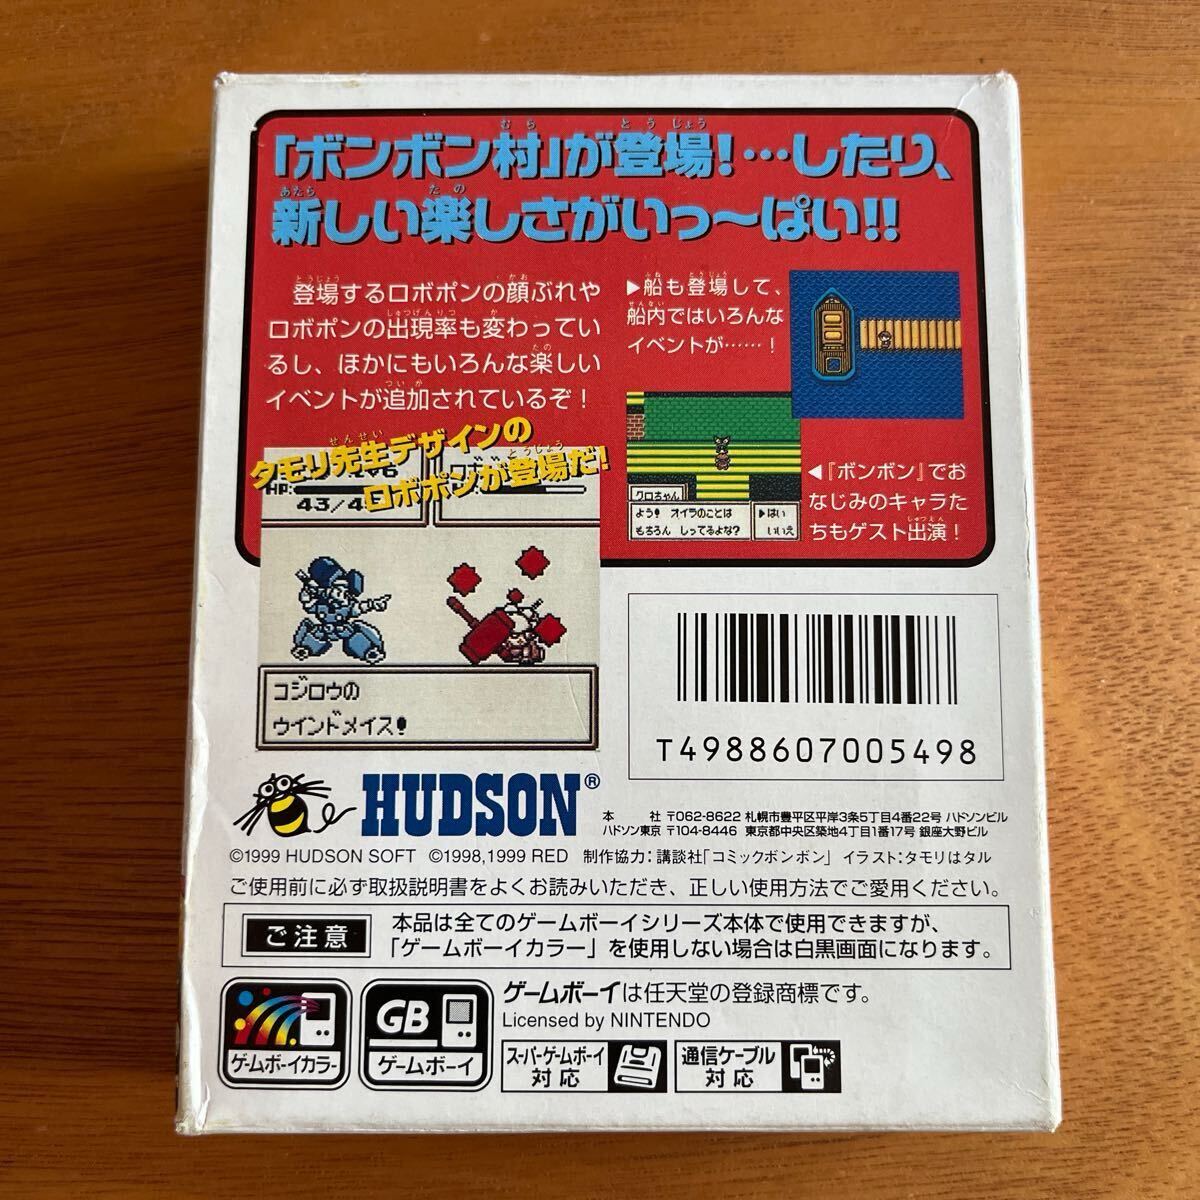 「ボンボン村」が登場!…したり、
新しい楽しさがいっ〜ぱい!!
登場するロボポンの顔ぶれや
ロボポンの出現率も変わってい
るし、ほかにもいろんな楽しい
イベントが追加されているぞ!
▶船も登場して、
船内ではいろんな
イベントが……!
タモリ先生デザインの
ロボポンが登場だ!
HP:
43/4
クロちゃん
よう! オイラのことは
もちろん しってるよな?
▶はい
いいえ
◀『ボンボン』でお
なじみのキャラた
ちもゲスト出演!
コジロウの
ウインドメイス!
T4988607005498
HUDSON®
本 社 〒062-8622 札幌市豊平区平岸3条5丁目4番22号 ハドソンビル
ハドソン東京 〒104-8446 東京都中央区築地4丁目1番17号 銀座大野ビル
©1999 HUDSON SOFT ©1998,1999 RED 制作協力:講談社「コミックボンボン」 イラスト:タモリはタル
ご使用前に必ず取扱説明書をよくお読みいただき、正しい使用方法でご愛用ください。
ご注意
本品は全てのゲームボーイシリーズ本体で使用できますが、
「ゲームボーイカラー」を使用しない場合は白黒画面になります。
ゲームボーイカラー
GB
ゲームボーイ
ゲームボーイは任天堂の登録商標です。
Licensed by NINTENDO
スーパーゲームボーイ
対応
通信ケーブル
対応